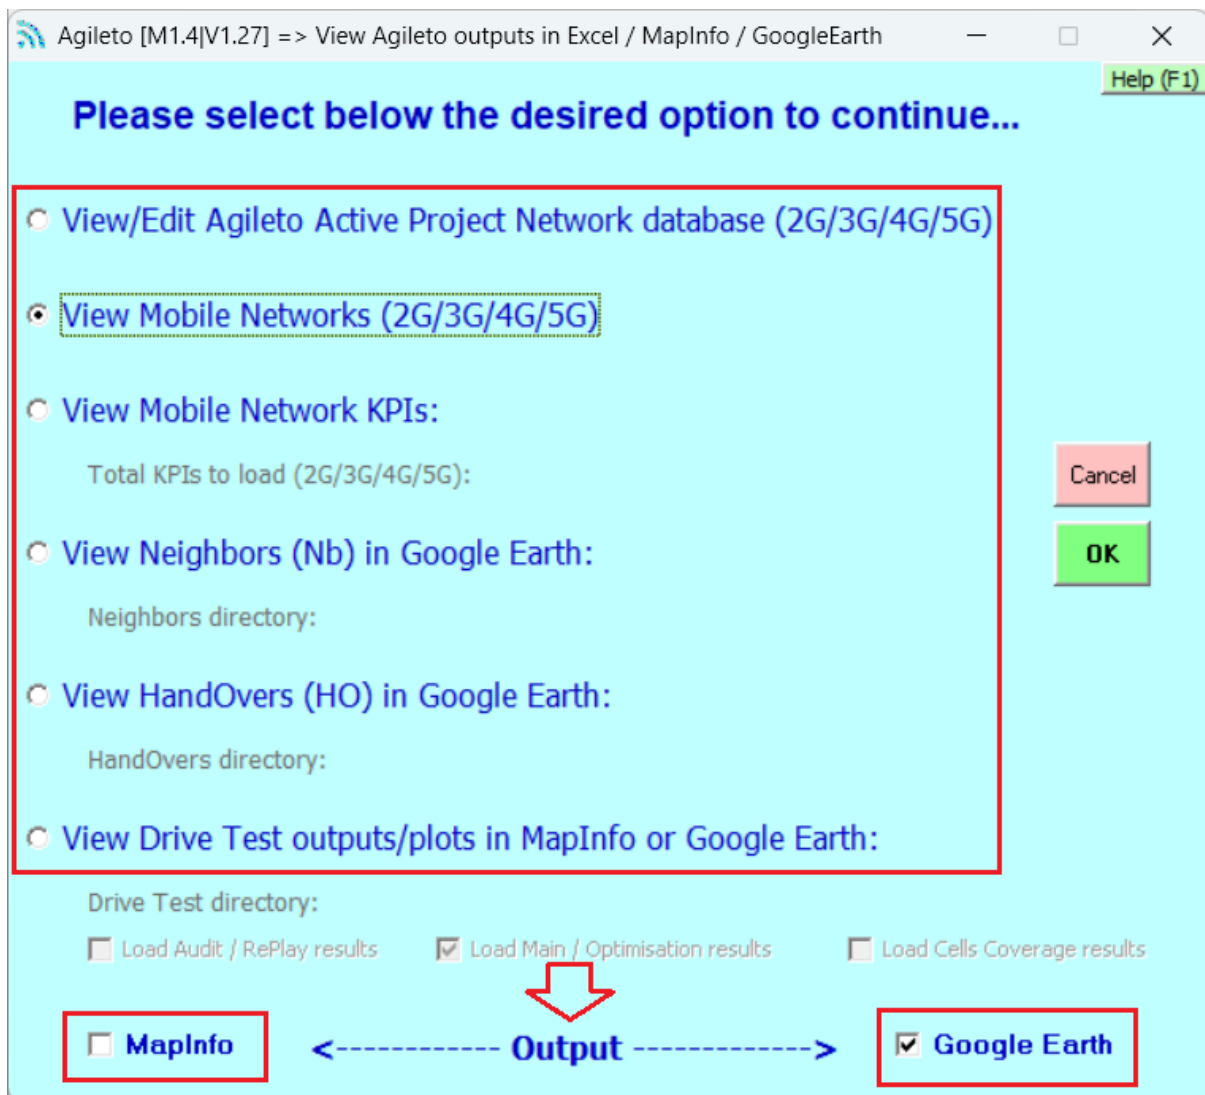 Agileto [M1.4|V1.27] => View Agileto outputs in Excel / MapInfo / GoogleEarth
Help (F1)
Please select below the desired option to continue...
View/Edit Agileto Active Project Network database (2G/3G/4G/5G)
View Mobile Networks (2G/3G/4G/5G)
View Mobile Network KPIs:
Total KPIs to load (2G/3G/4G/5G):
Cancel
View Neighbors (Nb) in Google Earth:
OK
Neighbors directory:
View HandOvers (HO) in Google Earth:
HandOvers directory:
View Drive Test outputs/plots in MapInfo or Google Earth:
Drive Test directory:
Load Audit / RePlay results Load Main / Optimisation results Load Cells Coverage results
MapInfo <------------ Output -------------> Google Earth